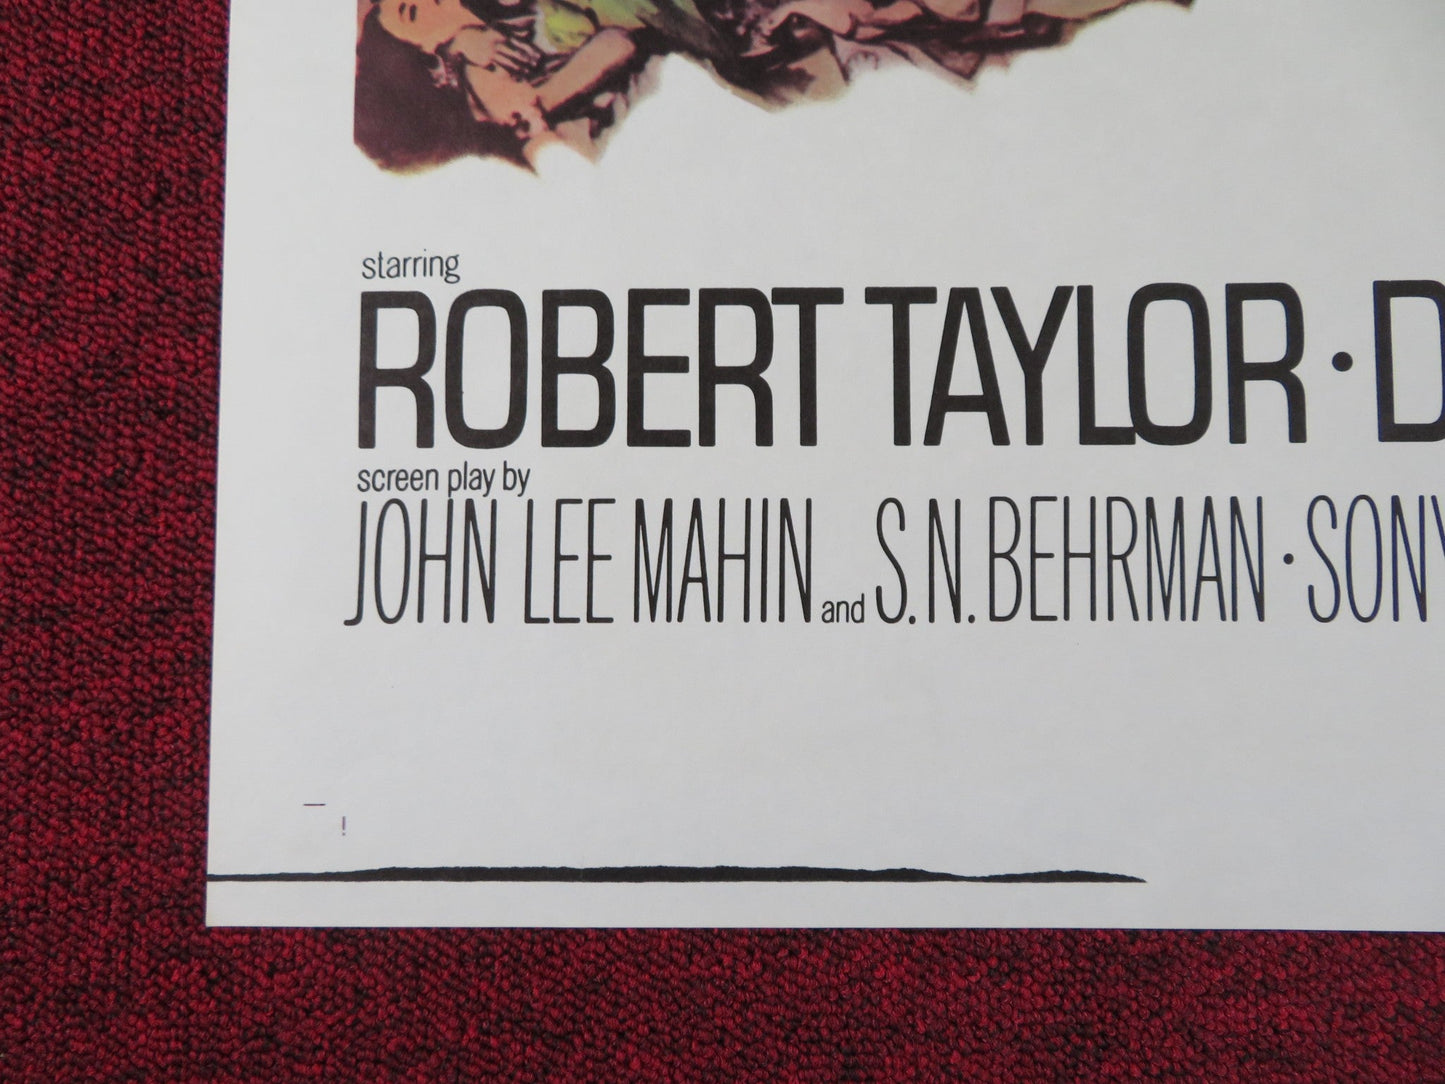 starring
ROBERT TAYLOR · D
screen play by
JOHN LEE MAHIN and S.N. BEHRMAN · SONY
!